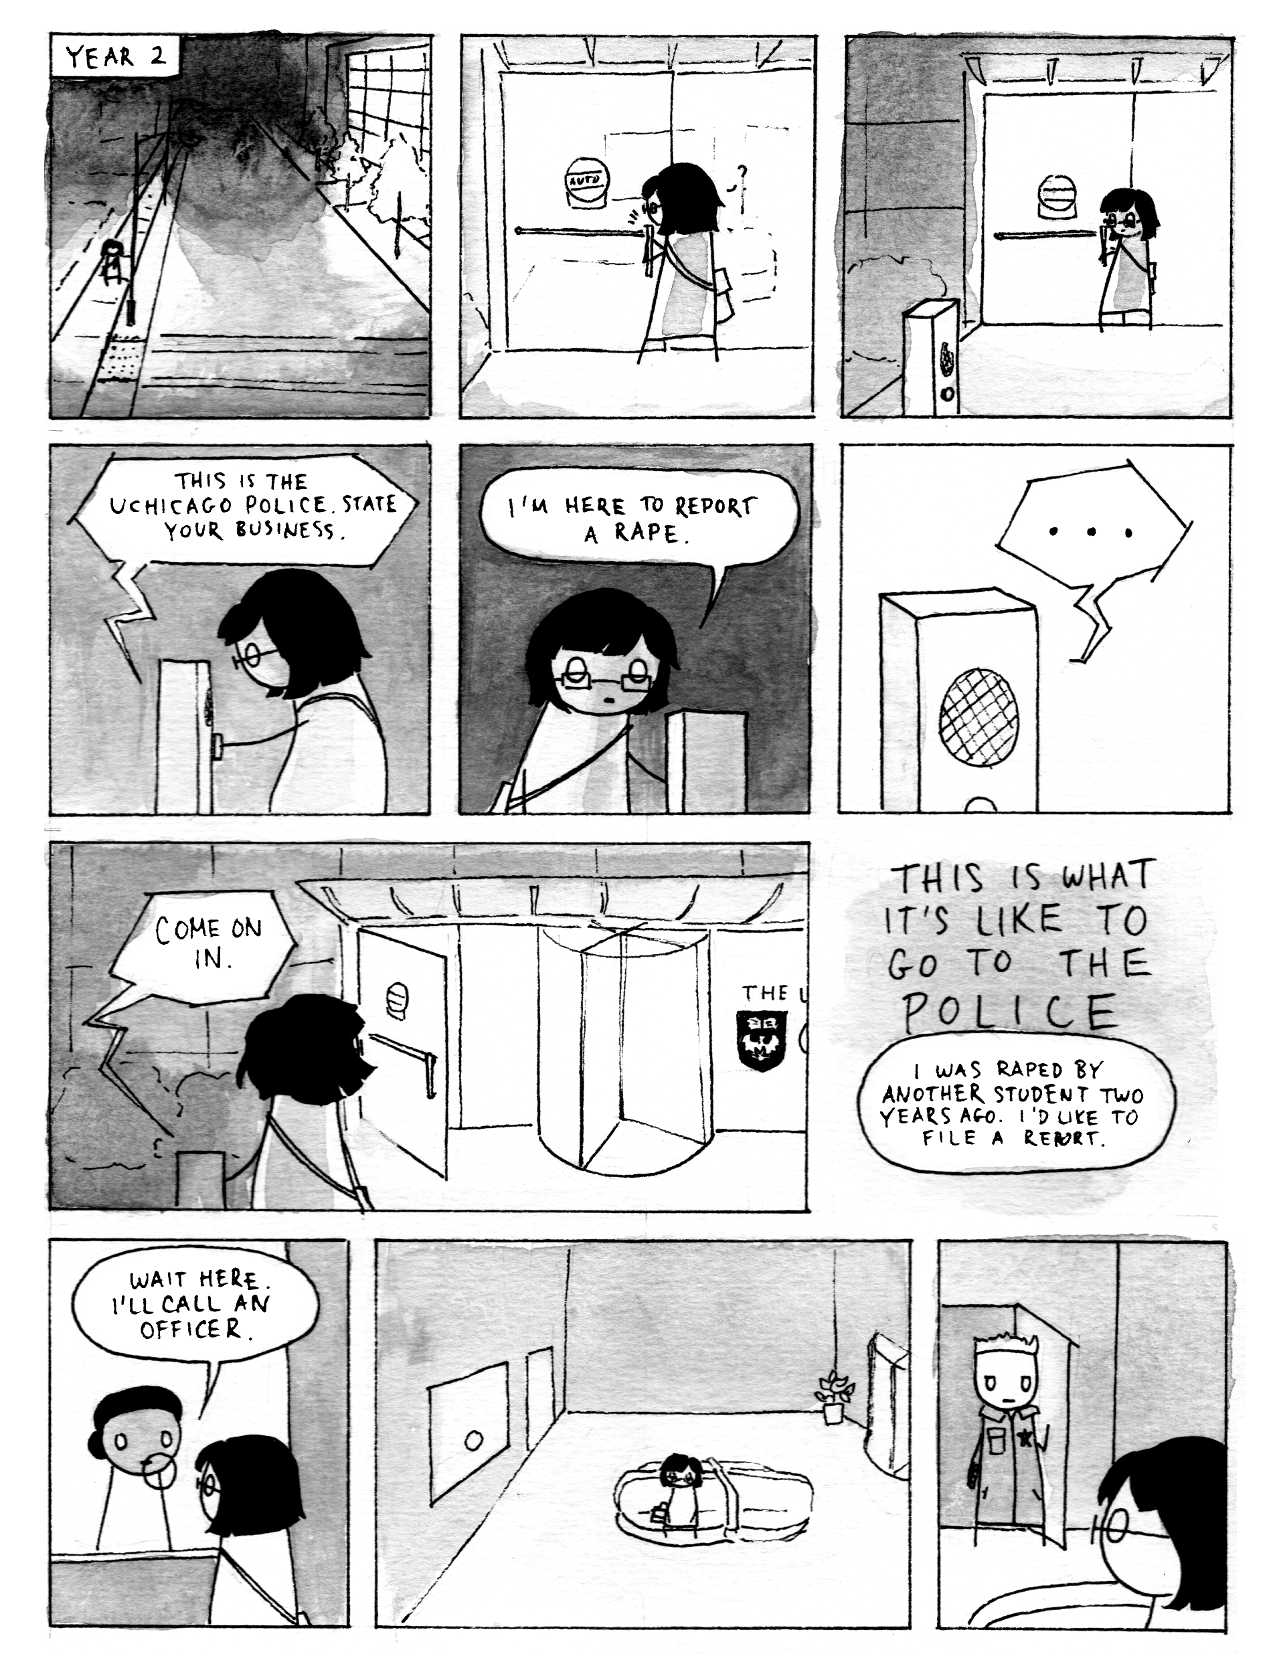 YEAR 2
AUTO
?
THIS IS THE
UCHICAGO POLICE. STATE
YOUR BUSINESS.
I'M HERE TO REPORT
A RAPE.
...
COME ON
IN.
THE U
THIS IS WHAT
IT'S LIKE TO
GO TO THE
POLICE
I WAS RAPED BY
ANOTHER STUDENT TWO
YEARS AGO. I'D LIKE TO
FILE A REPORT.
WAIT HERE.
I'LL CALL AN
OFFICER.